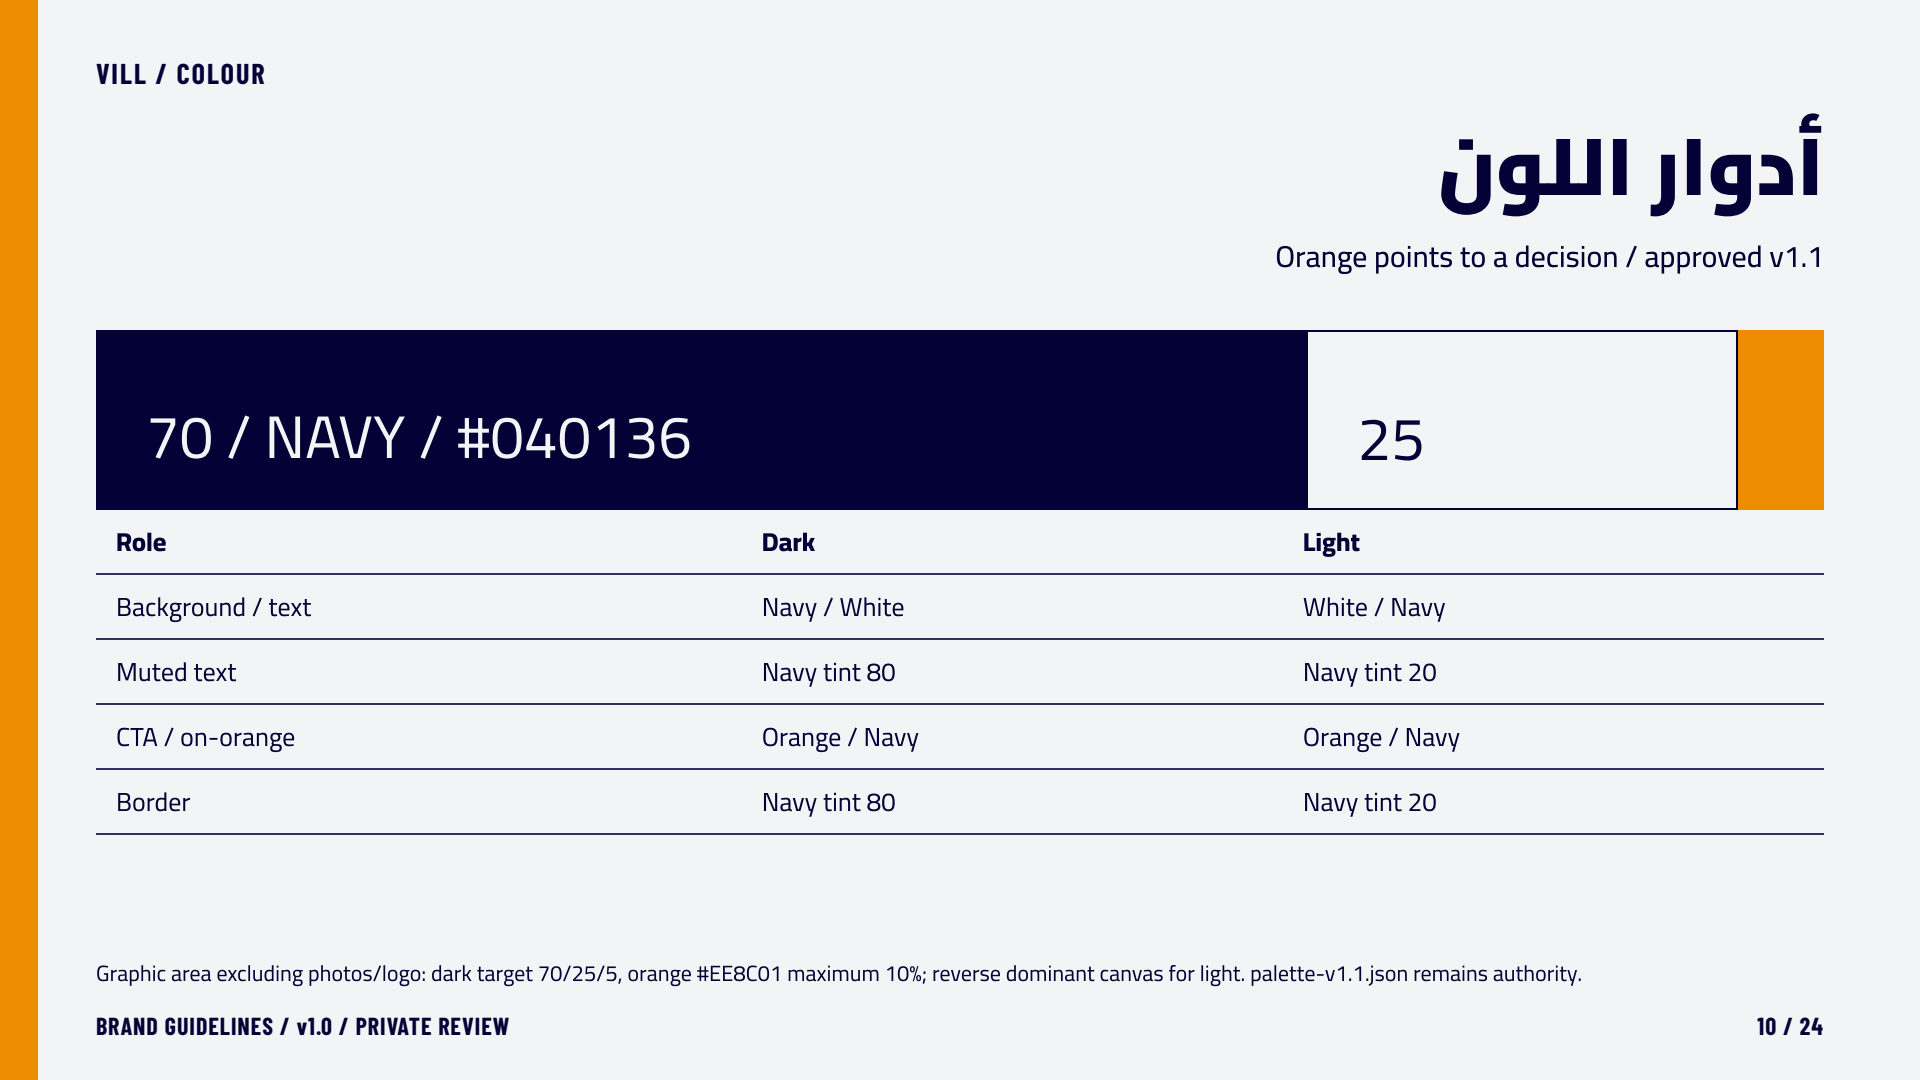 VILL / COLOUR
أدوار اللون
Orange points to a decision / approved v1.1
70 / NAVY / #040136
25
Role Dark Light
Background / text Navy / White White / Navy
Muted text Navy tint 80 Navy tint 20
CTA / on-orange Orange / Navy Orange / Navy
Border Navy tint 80 Navy tint 20
Graphic area excluding photos/logo: dark target 70/25/5, orange #EE8C01 maximum 10%; reverse dominant canvas for light. palette-v1.1.json remains authority.
BRAND GUIDELINES / v1.0 / PRIVATE REVIEW
10 / 24